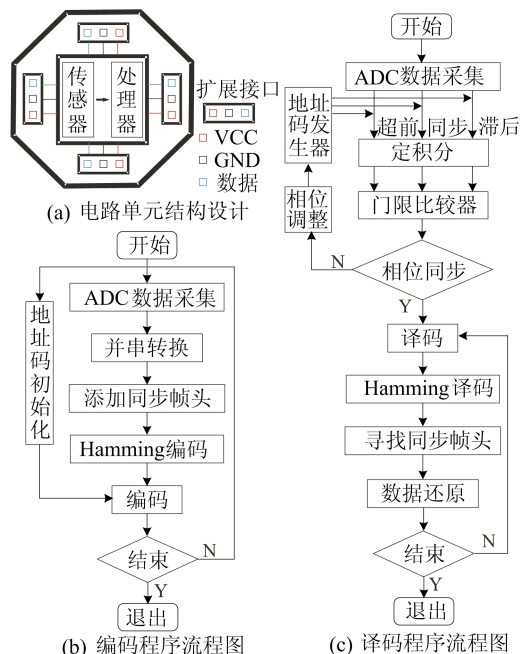 传感器
处理器
扩展接口
VCC
GND
数据
(a) 电路单元结构设计
开始
ADC数据采集
并串转换
添加同步帧头
Hamming编码
编码
地址码初始化
结束
N
Y
退出
(b) 编码程序流程图
开始
ADC数据采集
地址码发生器
超前 同步 滞后
定积分
相位调整
门限比较器
N
相位同步
Y
译码
Hamming译码
寻找同步帧头
数据还原
结束
N
Y
退出
(c) 译码程序流程图